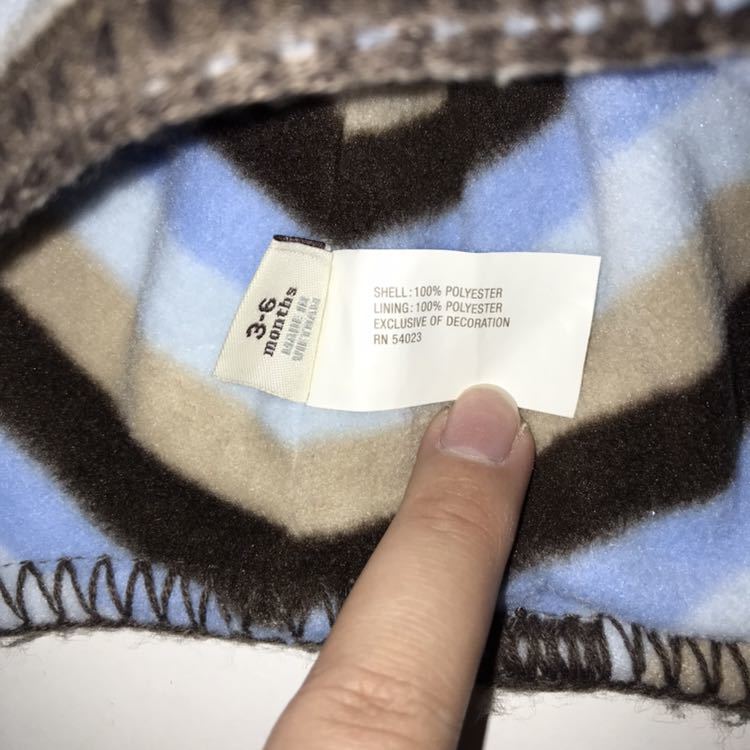 3-6
months
MADE IN
VIETNAM
SHELL: 100% POLYESTER
LINING: 100% POLYESTER
EXCLUSIVE OF DECORATION
RN 54023